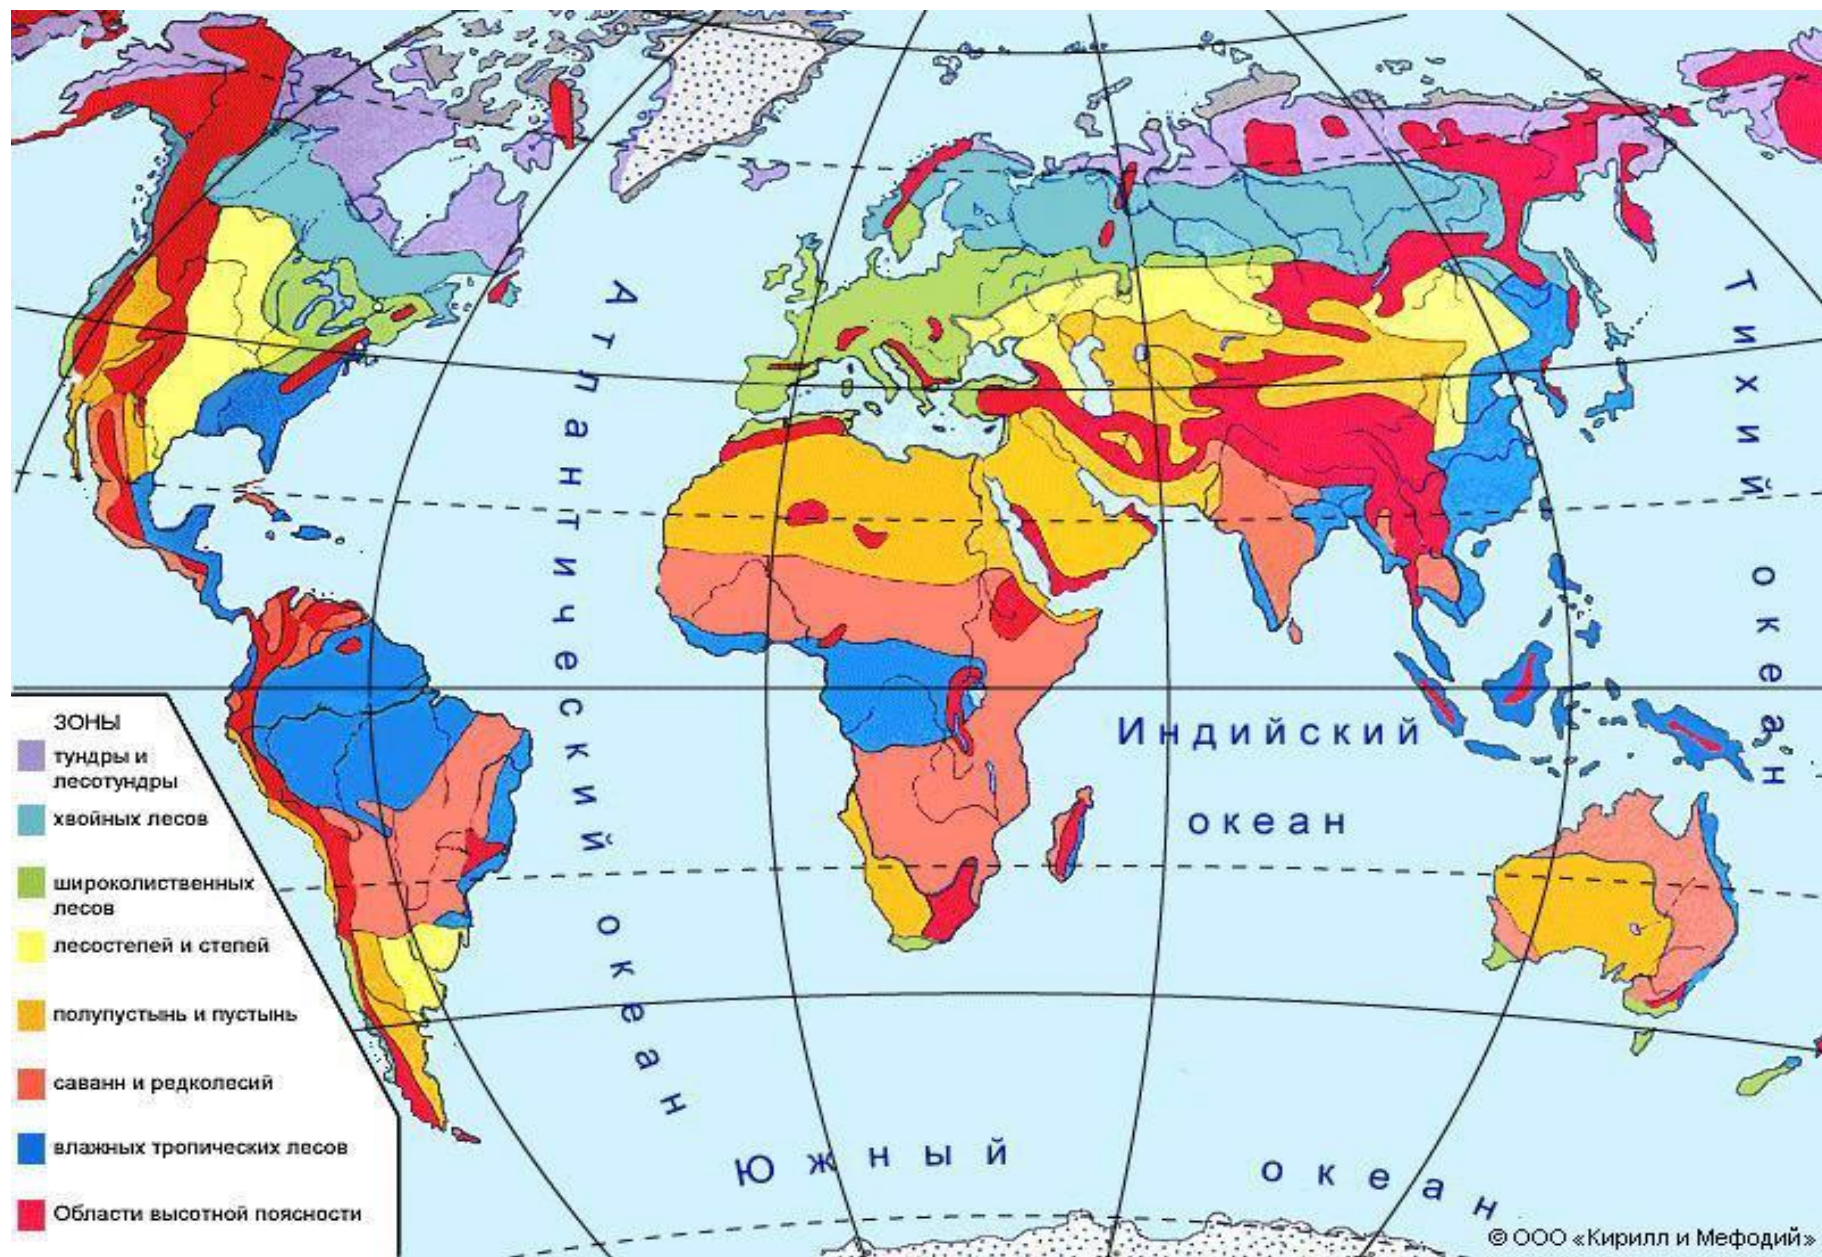 Атлантический океан
Тихий океан
Индийский
океан
Южный океан
ЗОНЫ
тундры и
лесотундры
хвойных лесов
широколиственных
лесов
лесостепей и степей
полупустынь и пустынь
саванн и редколесий
влажных тропических лесов
Области высотной поясности
© ООО «Кирилл и Мефодий»